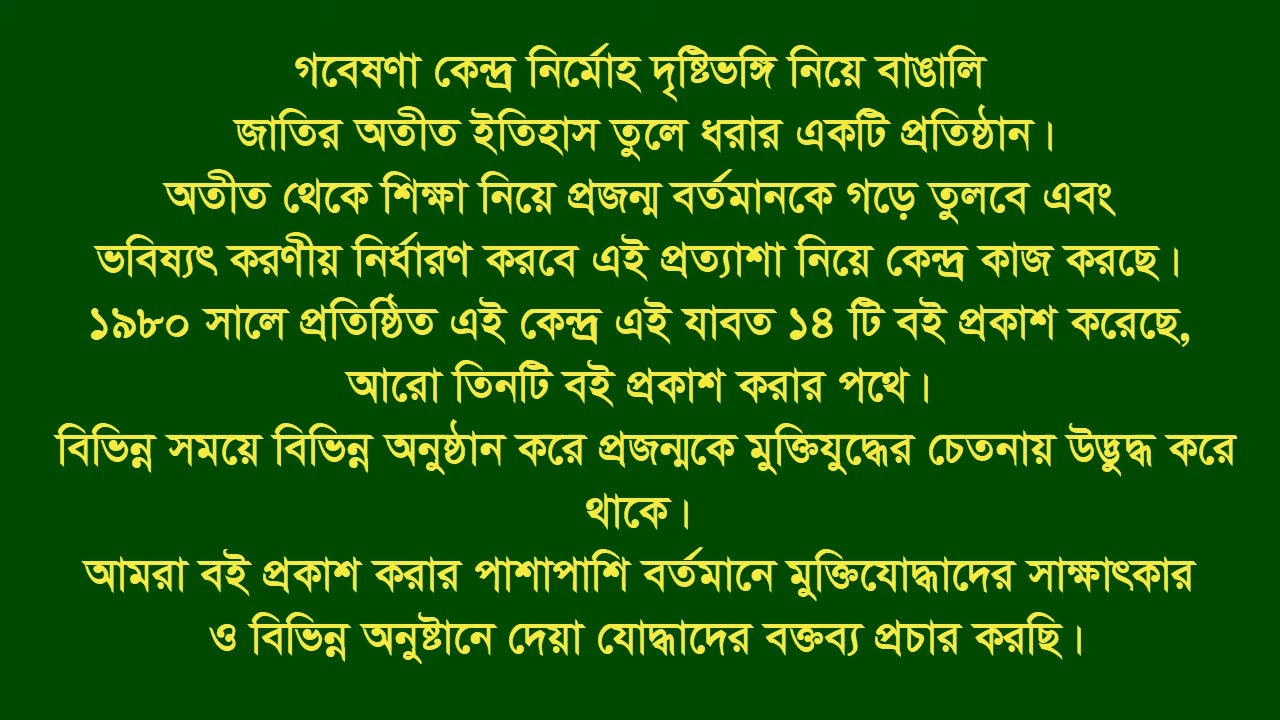 গবেষণা কেন্দ্র নির্মোহ দৃষ্টিভঙ্গি নিয়ে বাঙালি
জাতির অতীত ইতিহাস তুলে ধরার একটি প্রতিষ্ঠান।
অতীত থেকে শিক্ষা নিয়ে প্রজন্ম বর্তমানকে গড়ে তুলবে এবং
ভবিষ্যৎ করণীয় নির্ধারণ করবে এই প্রত্যাশা নিয়ে কেন্দ্র কাজ করছে।
১৯৮০ সালে প্রতিষ্ঠিত এই কেন্দ্র এই যাবত ১৪ টি বই প্রকাশ করেছে,
আরো তিনটি বই প্রকাশ করার পথে।
বিভিন্ন সময়ে বিভিন্ন অনুষ্ঠান করে প্রজন্মকে মুক্তিযুদ্ধের চেতনায় উদ্ভুদ্ধ করে
থাকে।
আমরা বই প্রকাশ করার পাশাপাশি বর্তমানে মুক্তিযোদ্ধাদের সাক্ষাৎকার
ও বিভিন্ন অনুষ্টানে দেয়া যোদ্ধাদের বক্তব্য প্রচার করছি।